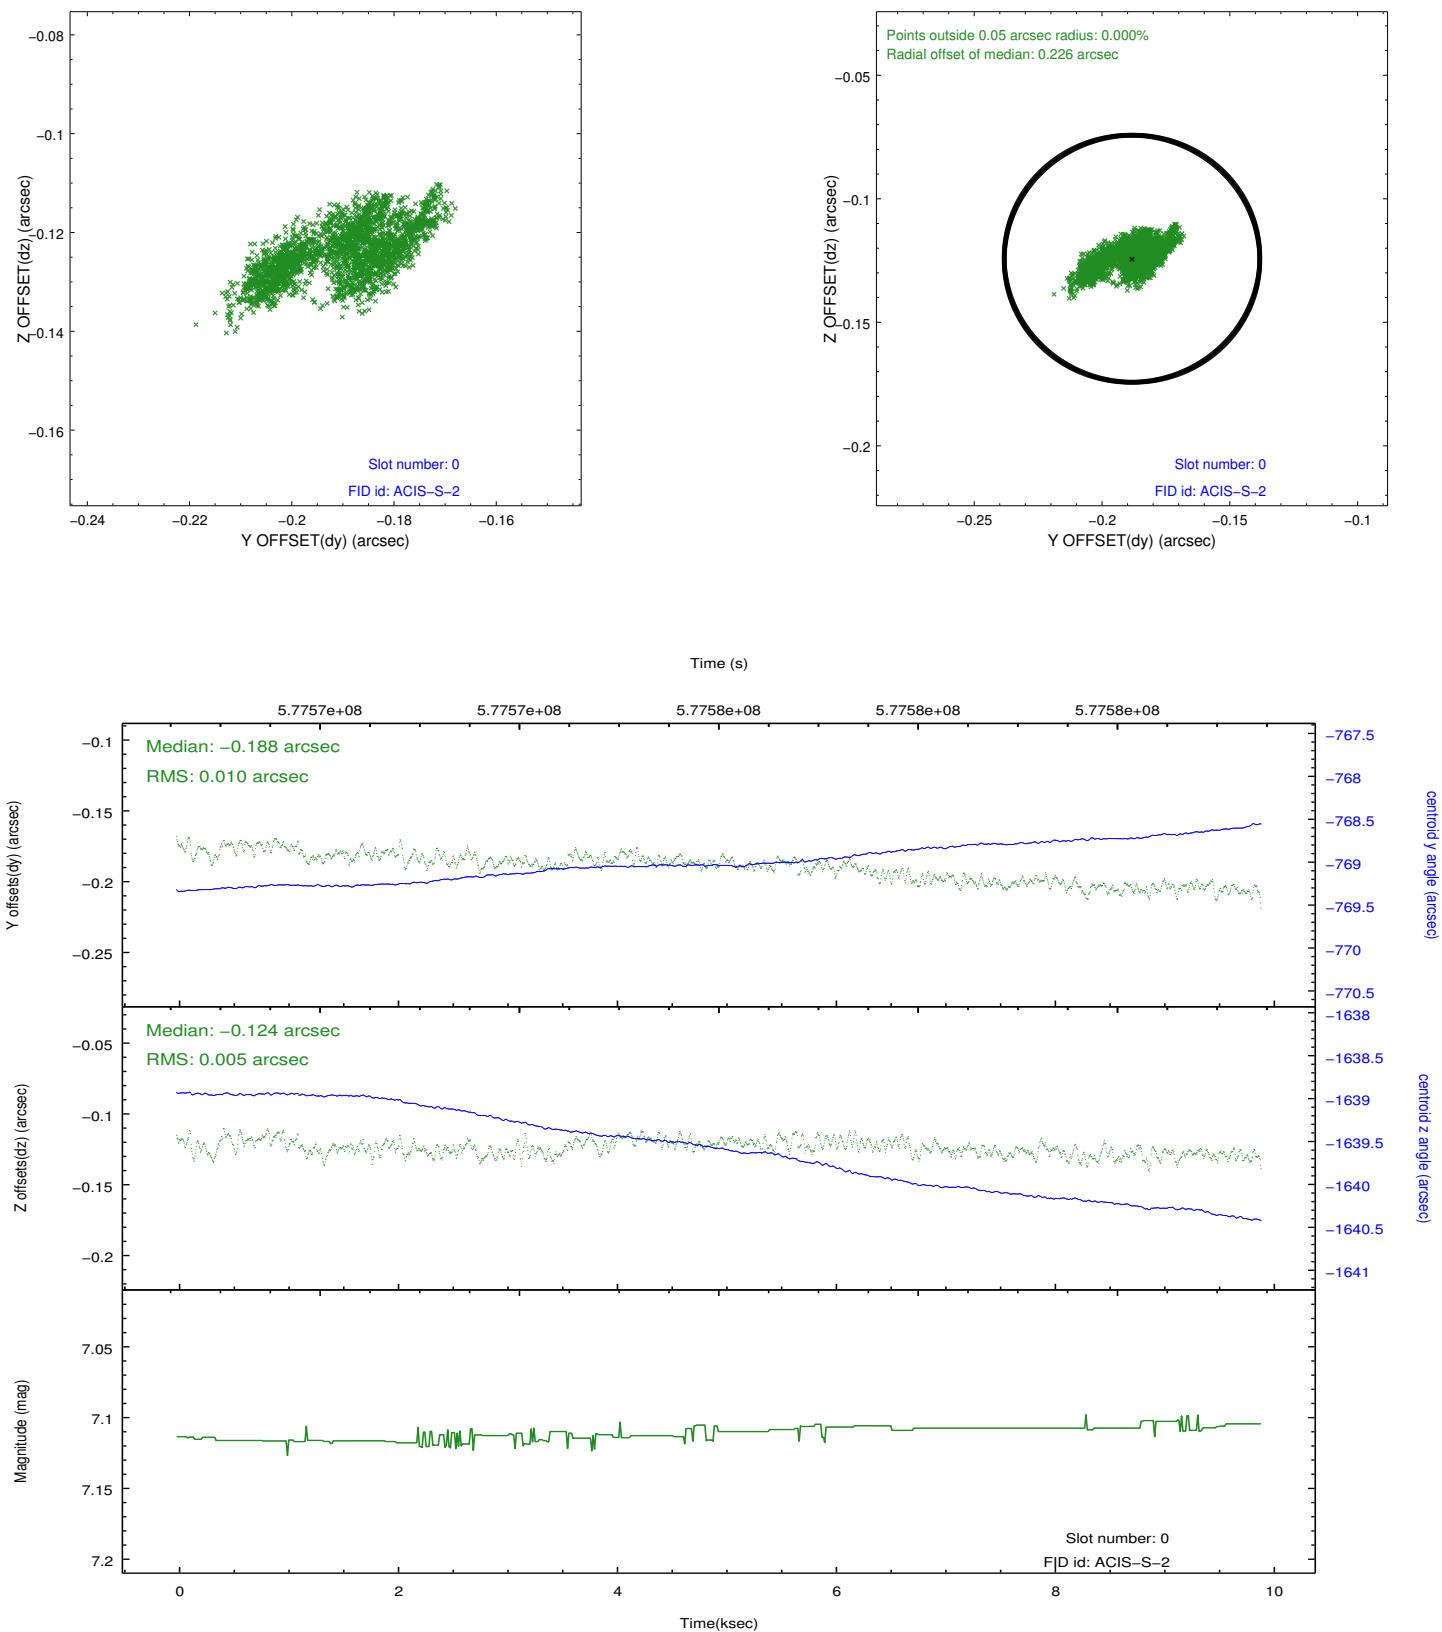 −0.08
−0.1
−0.12
−0.14
−0.16
Z OFFSET(dz) (arcsec)
Slot number: 0
FID id: ACIS−S−2
−0.24
−0.22
−0.2
−0.18
−0.16
Y OFFSET(dy) (arcsec)
Points outside 0.05 arcsec radius: 0.000%
Radial offset of median: 0.226 arcsec
−0.05
−0.1
−0.15
−0.2
Z OFFSET(dz) (arcsec)
Slot number: 0
FID id: ACIS−S−2
−0.25
−0.2
−0.15
−0.1
Y OFFSET(dy) (arcsec)
Time (s)
5.7757e+08
5.7757e+08
5.7758e+08
5.7758e+08
5.7758e+08
Median: −0.188 arcsec
RMS: 0.010 arcsec
−0.1
−0.15
−0.2
−0.25
Y offsets(dy) (arcsec)
−767.5
−768
−768.5
−769
−769.5
−770
−770.5
centroid y angle (arcsec)
Median: −0.124 arcsec
RMS: 0.005 arcsec
−0.05
−0.1
−0.15
−0.2
Z offsets(dz) (arcsec)
−1638
−1638.5
−1639
−1639.5
−1640
−1640.5
−1641
centroid z angle (arcsec)
7.05
7.1
7.15
7.2
Magnitude (mag)
Slot number: 0
FID id: ACIS−S−2
0
2
4
6
8
10
Time(ksec)